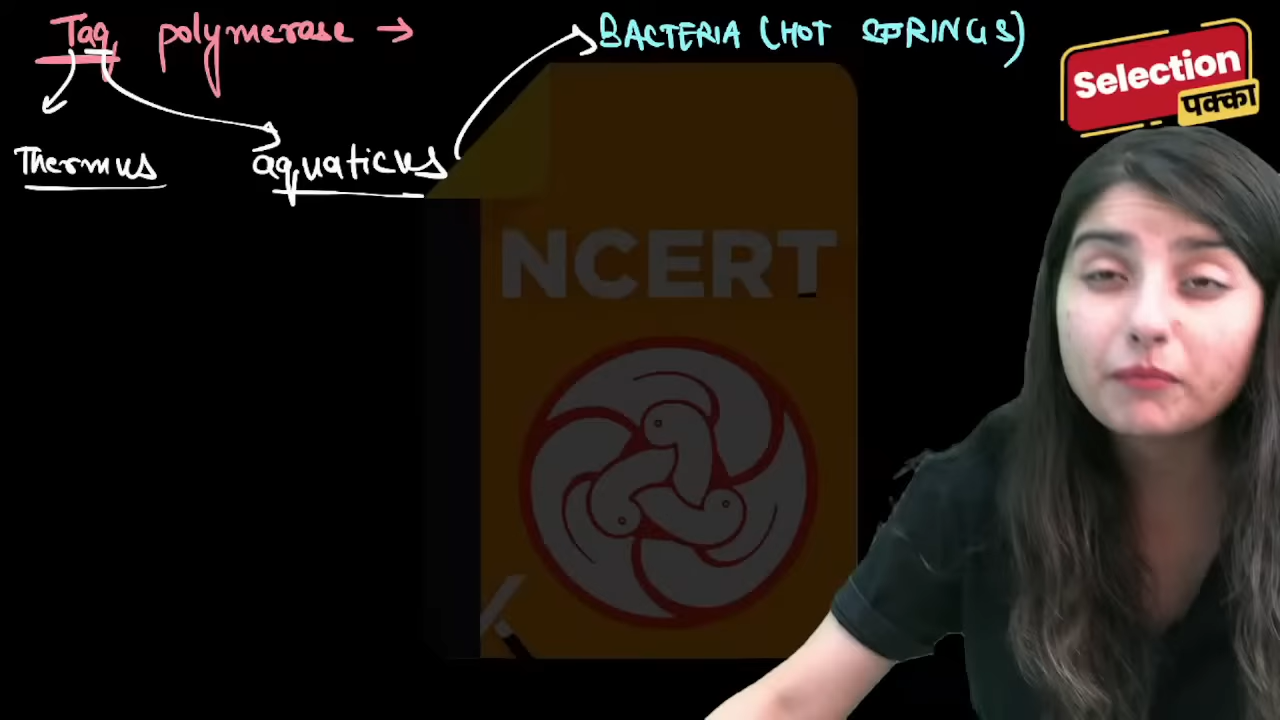 Taq polymerase →
BACTERIA (HOT SPRINGS)
Selection
पक्का
Thermus
aquaticus
NCERT